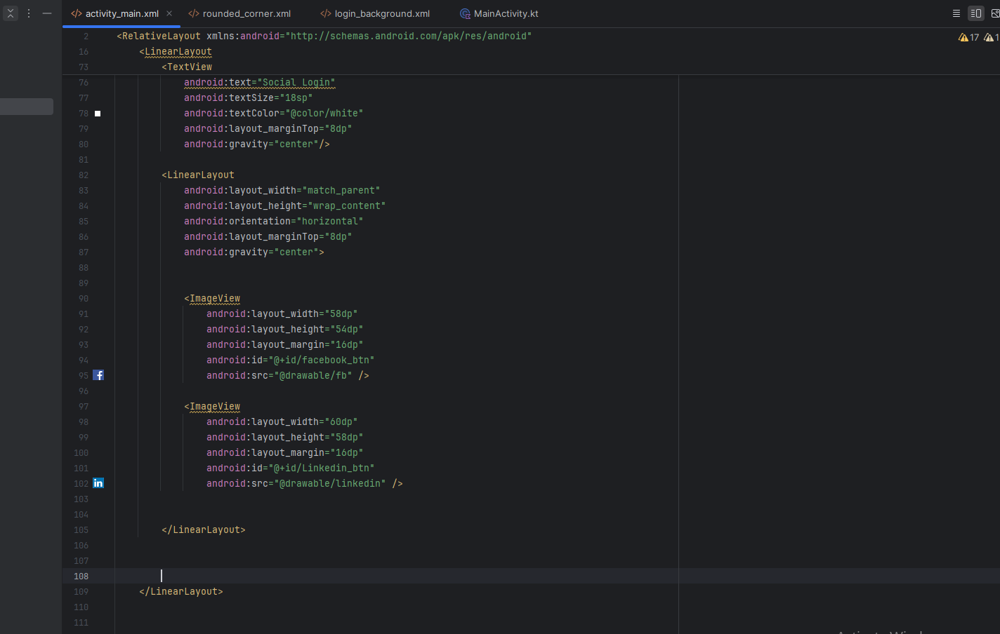 activity_main.xml rounded_corner.xml login_background.xml MainActivity.kt
2 <RelativeLayout xmlns:android="http://schemas.android.com/apk/res/android" 17 1
16 <LinearLayout
73 <TextView
76 android:text="Social Login"
77 android:textSize="18sp"
78 android:textColor="@color/white"
79 android:layout_marginTop="8dp"
80 android:gravity="center"/>
81
82 <LinearLayout
83 android:layout_width="match_parent"
84 android:layout_height="wrap_content"
85 android:orientation="horizontal"
86 android:layout_marginTop="8dp"
87 android:gravity="center">
88
89
90 <ImageView
91 android:layout_width="58dp"
92 android:layout_height="54dp"
93 android:layout_margin="16dp"
94 android:id="@+id/facebook_btn"
95 f android:src="@drawable/fb" />
96
97 <ImageView
98 android:layout_width="60dp"
99 android:layout_height="58dp"
100 android:layout_margin="16dp"
101 android:id="@+id/Linkedin_btn"
102 in android:src="@drawable/linkedin" />
103
104
105 </LinearLayout>
106
107
108
109 </LinearLayout>
110
111